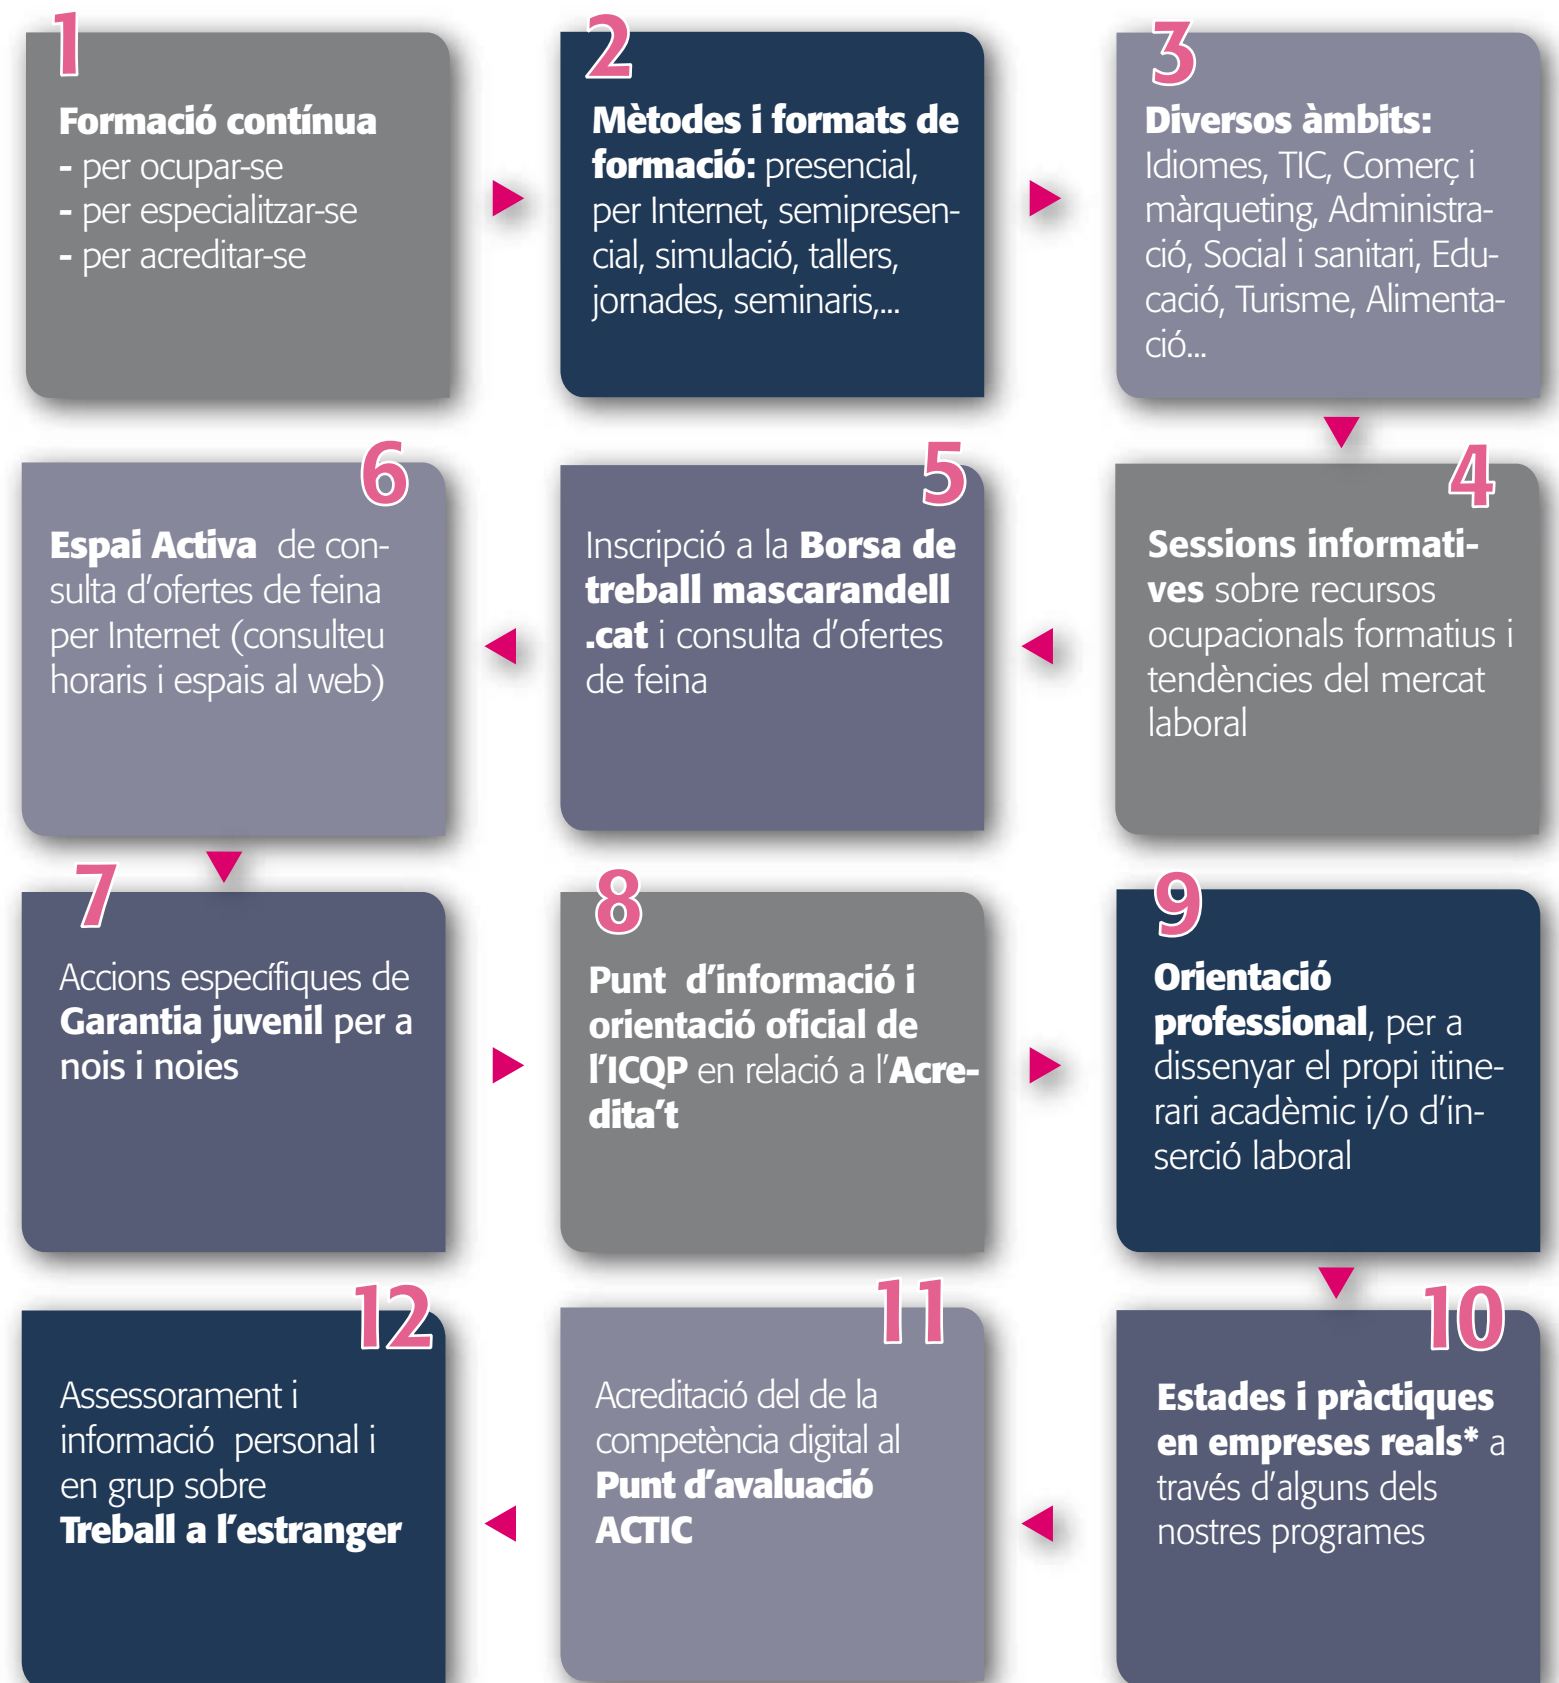 1
Formació contínua
- per ocupar-se
- per especialitzar-se
- per acreditar-se
2
Mètodes i formats de
formació: presencial,
per Internet, semipresen-
cial, simulació, tallers,
jornades, seminaris,...
3
Diversos àmbits:
Idiomes, TIC, Comerç i
màrqueting, Administra-
ció, Social i sanitari, Edu-
cació, Turisme, Alimenta-
ció...
4
Sessions informati-
ves sobre recursos
ocupacionals formatius i
tendències del mercat
laboral
5
Inscripció a la Borsa de
treball mascarandell
.cat i consulta d'ofertes
de feina
6
Espai Activa de con-
sulta d'ofertes de feina
per Internet (consulteu
horaris i espais al web)
7
Accions específiques de
Garantia juvenil per a
nois i noies
8
Punt d'informació i
orientació oficial de
l'ICQP en relació a l'Acre-
dita't
9
Orientació
professional, per a
dissenyar el propi itine-
rari acadèmic i/o d'in-
serció laboral
10
Estades i pràctiques
en empreses reals* a
través d'alguns dels
nostres programes
11
Acreditació del de la
competència digital al
Punt d'avaluació
ACTIC
12
Assessorament i
informació personal i
en grup sobre
Treball a l'estranger